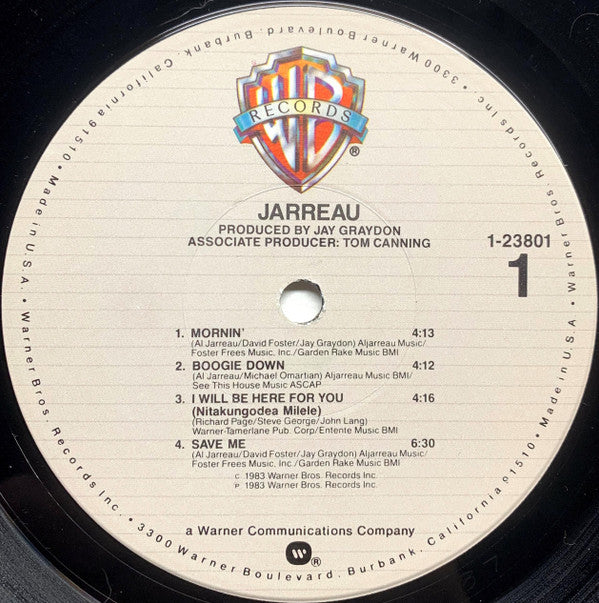 WB
RECORDS
®
JARREAU
PRODUCED BY JAY GRAYDON
ASSOCIATE PRODUCER: TOM CANNING
1-23801
1
1. MORNIN' 4:13
(Al Jarreau/David Foster/Jay Graydon) Aljarreau Music/
Foster Frees Music, Inc./Garden Rake Music BMI
2. BOOGIE DOWN 4:12
(Al Jarreau/Michael Omartian) Aljarreau Music BMI/
See This House Music ASCAP
3. I WILL BE HERE FOR YOU 4:16
(Nitakungodea Milele)
(Richard Page/Steve George/John Lang)
Warner-Tamerlane Pub. Corp/Entente Music BMI
4. SAVE ME 6:30
(Al Jarreau/David Foster/Jay Graydon) Aljarreau Music/
Foster Frees Music, Inc./Garden Rake Music BMI
C 1983 Warner Bros. Records Inc.
P 1983 Warner Bros. Records Inc.
a Warner Communications Company
W ®
Warner Bros. Records Inc. • 3300 Warner Boulevard, Burbank, California 91510 • Made in U.S.A. •
Warner Bros. Records Inc. • 3300 Warner Boulevard, Burbank, California 91510 • Made in U.S.A. •